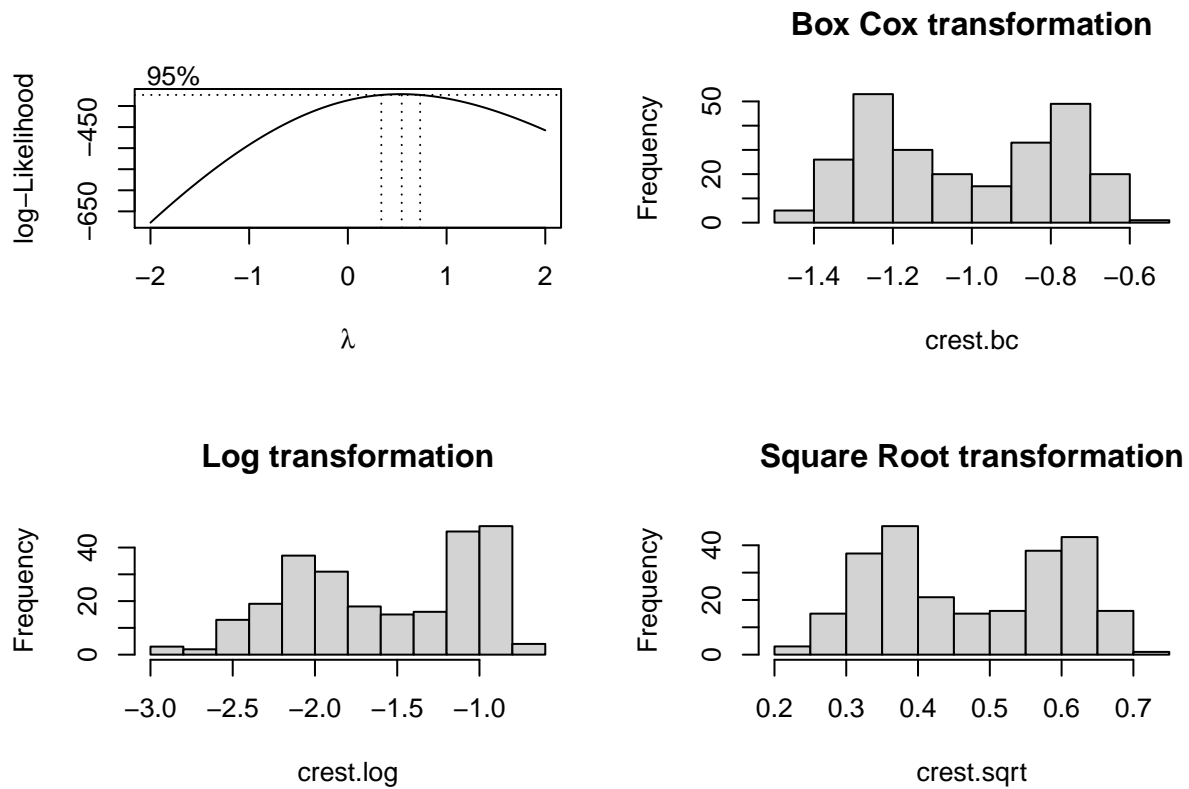 95%
log−Likelihood
−450
−650
−2 −1 0 1 2
λ
Box Cox transformation
Frequency
50
20
0
−1.4 −1.2 −1.0 −0.8 −0.6
crest.bc
Log transformation
Frequency
40
20
0
−3.0 −2.5 −2.0 −1.5 −1.0
crest.log
Square Root transformation
Frequency
40
20
0
0.2 0.3 0.4 0.5 0.6 0.7
crest.sqrt